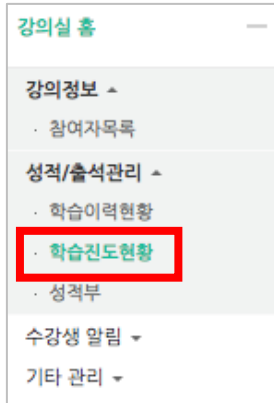 강의실 홈
강의정보
· 참여자목록
성적/출석관리
· 학습이력현황
· 학습진도현황
· 성적부
수강생 알림
기타 관리